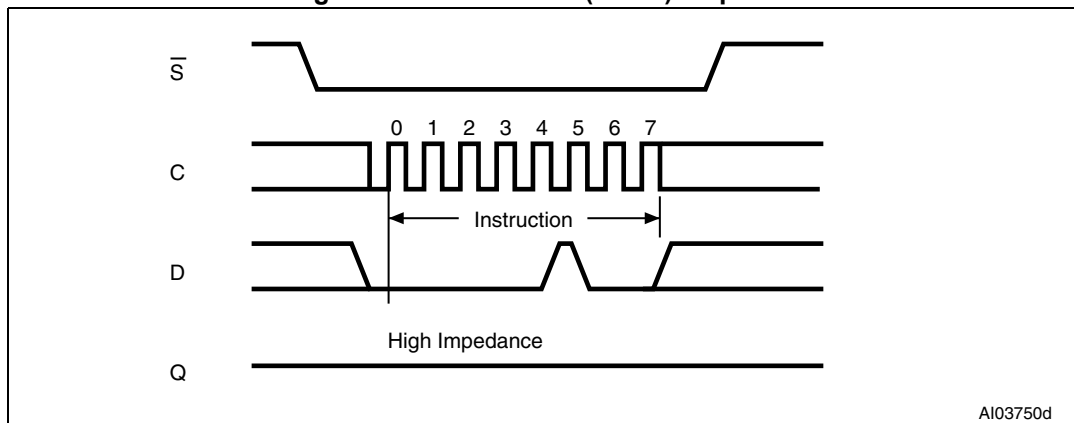 S̅
0 1 2 3 4 5 6 7
C
Instruction
D
High Impedance
Q
AI03750d